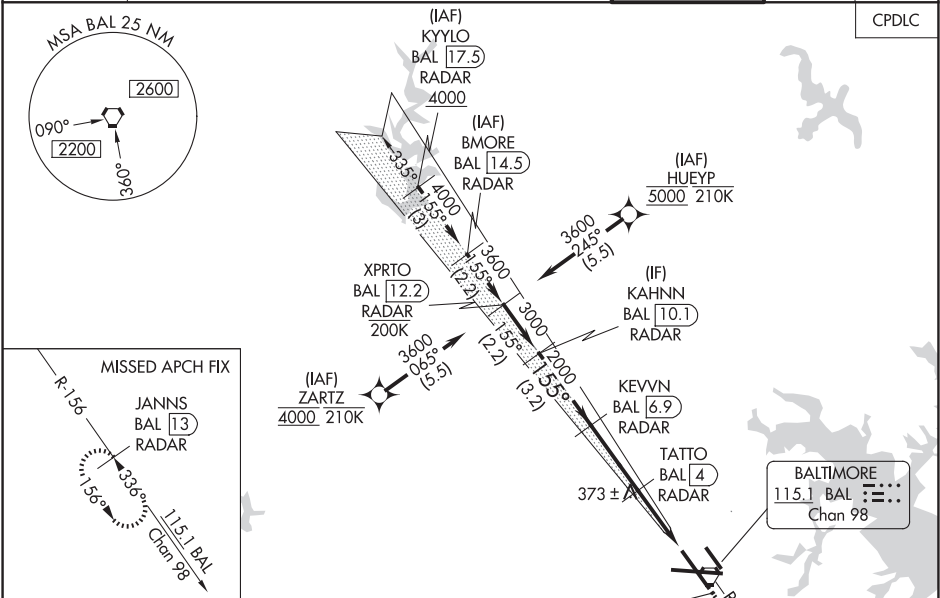 MSA BAL 25 NM
2600
090°
2200
360°
CPDLC
(IAF)
KYYLO
BAL 17.5
RADAR
4000
(IAF)
BMORE
BAL 14.5
RADAR
(IAF)
HUEYP
5000 210K
3600
245°
(5.5)
335°
4000
155°
(3)
3600
155°
(2.2)
XPRTO
BAL 12.2
RADAR
200K
3000
155°
(2.2)
(IF)
KAHNN
BAL 10.1
RADAR
3600
065°
(5.5)
(IAF)
ZARTZ
4000 210K
2000
155°
(3.2)
KEVVN
BAL 6.9
RADAR
TATTO
BAL 4
RADAR
373 ±
BALTIMORE
115.1 BAL
Chan 98
R
MISSED APCH FIX
R-156
JANNS
BAL 13
RADAR
336°
156°
115.1 BAL
Chan 98